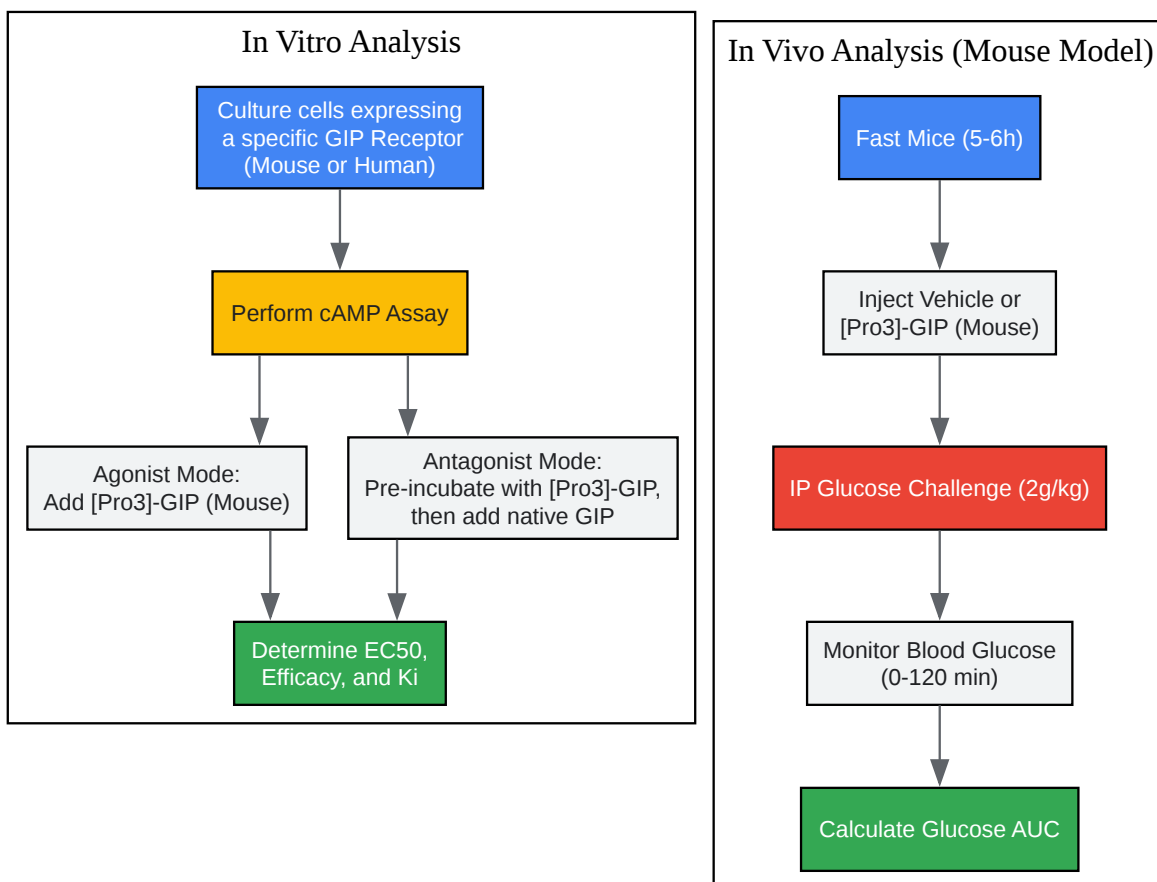 In Vitro Analysis
Culture cells expressing
a specific GIP Receptor
(Mouse or Human)
Perform cAMP Assay
Agonist Mode:
Add [Pro3]-GIP (Mouse)
Antagonist Mode:
Pre-incubate with [Pro3]-GIP,
then add native GIP
Determine EC50,
Efficacy, and Ki
In Vivo Analysis (Mouse Model)
Fast Mice (5-6h)
Inject Vehicle or
[Pro3]-GIP (Mouse)
IP Glucose Challenge (2g/kg)
Monitor Blood Glucose
(0-120 min)
Calculate Glucose AUC